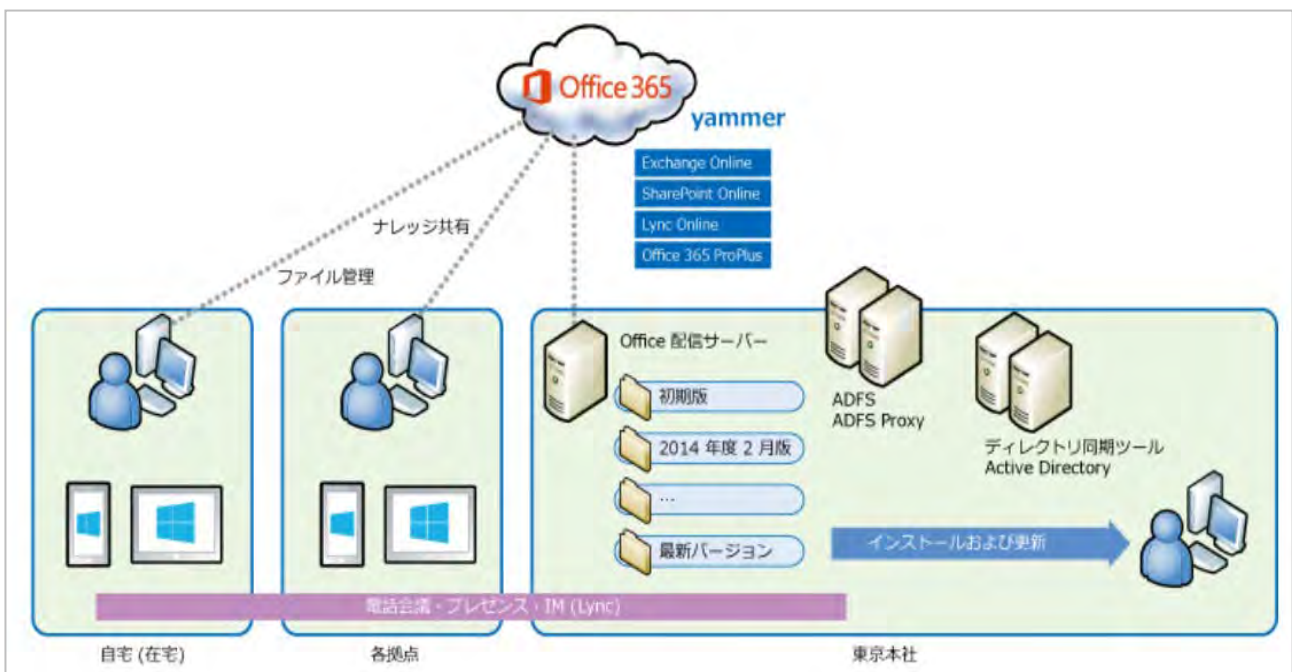 Office 365
yammer
Exchange Online
SharePoint Online
Lync Online
Office 365 ProPlus
ナレッジ共有
ファイル管理
Office 配信サーバー
初期版
2014 年度 2 月版
…
最新バージョン
ADFS
ADFS Proxy
ディレクトリ同期ツール
Active Directory
インストールおよび更新
電話会議・プレゼンス・IM (Lync)
自宅 (在宅)
各拠点
東京本社